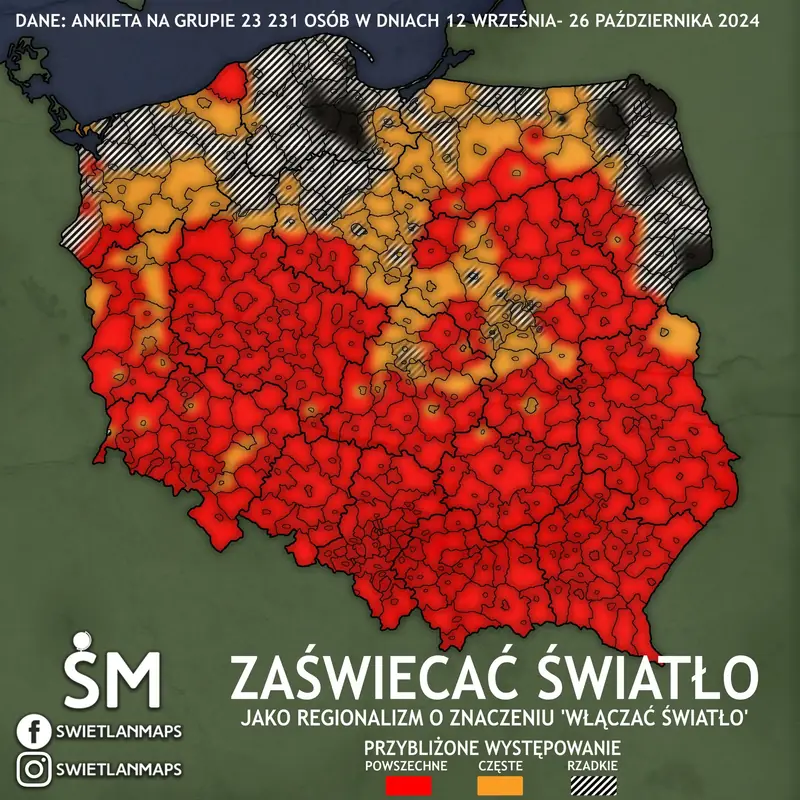 DANE: ANKIETA NA GRUPIE 23 231 OSÓB W DNIACH 12 WRZEŚNIA- 26 PAŹDZIERNIKA 2024
ŚM
SWIETLANMAPS
SWIETLANMAPS
ZAŚWIECAĆ ŚWIATŁO
JAKO REGIONALIZM O ZNACZENIU 'WŁĄCZAĆ ŚWIATŁO'
PRZYBLIŻONE WYSTĘPOWANIE
POWSZECHNE CZĘSTE RZADKIE